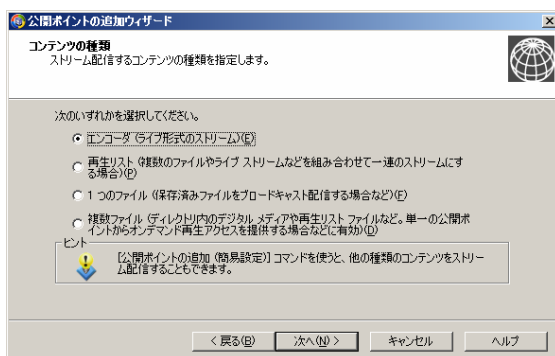 公開ポイントの追加ウィザード
コンテンツの種類
ストリーム配信するコンテンツの種類を指定します。
次のいずれかを選択してください。
エンコーダ (ライブ形式のストリーム)(E)
再生リスト (複数のファイルやライブ ストリームなどを組み合わせて一連のストリームにす
る場合)(P)
1 つのファイル (保存済みファイルをブロードキャスト配信する場合など)(F)
複数ファイル (ディレクトリ内のデジタル メディアや再生リスト ファイルなど。単一の公開ポ
イントからオンデマンド再生アクセスを提供する場合などに有効)(D)
ヒント
[公開ポイントの追加 (簡易設定)] コマンドを使うと、他の種類のコンテンツをストリー
ム配信することもできます。
< 戻る(B) 次へ(N) > キャンセル ヘルプ